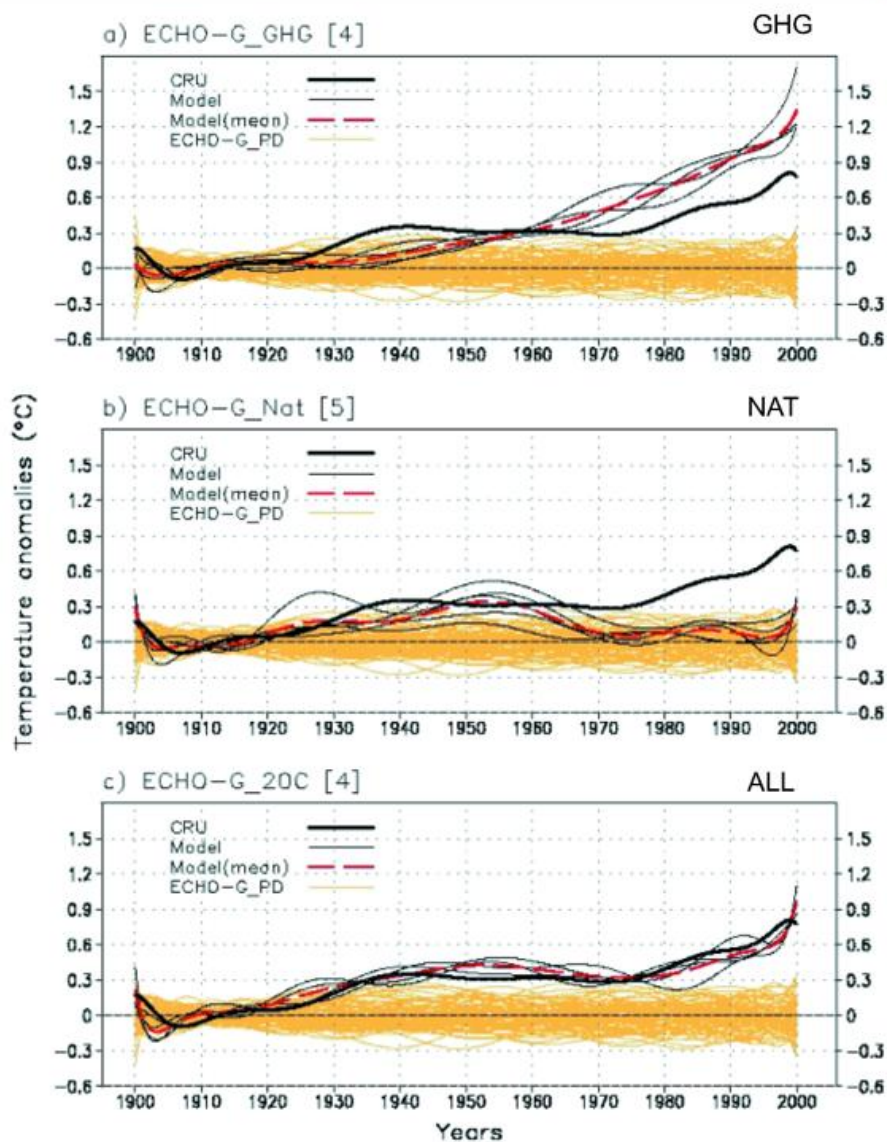 a) ECHO-G_GHG [4]
GHG
CRU
Model
Model(mean)
ECHO-G_PD
1.5 1.5
1.2 1.2
0.9 0.9
0.6 0.6
0.3 0.3
0 0
-0.3 -0.3
-0.6 -0.6
1900 1910 1920 1930 1940 1950 1960 1970 1980 1990 2000
Temperature anomalies (°C)
b) ECHO-G_Nat [5]
NAT
CRU
Model
Model(mean)
ECHO-G_PD
1.5 1.5
1.2 1.2
0.9 0.9
0.6 0.6
0.3 0.3
0 0
-0.3 -0.3
-0.6 -0.6
1900 1910 1920 1930 1940 1950 1960 1970 1980 1990 2000
c) ECHO-G_20C [4]
ALL
CRU
Model
Model(mean)
ECHO-G_PD
1.5 1.5
1.2 1.2
0.9 0.9
0.6 0.6
0.3 0.3
0 0
-0.3 -0.3
-0.6 -0.6
1900 1910 1920 1930 1940 1950 1960 1970 1980 1990 2000
Years